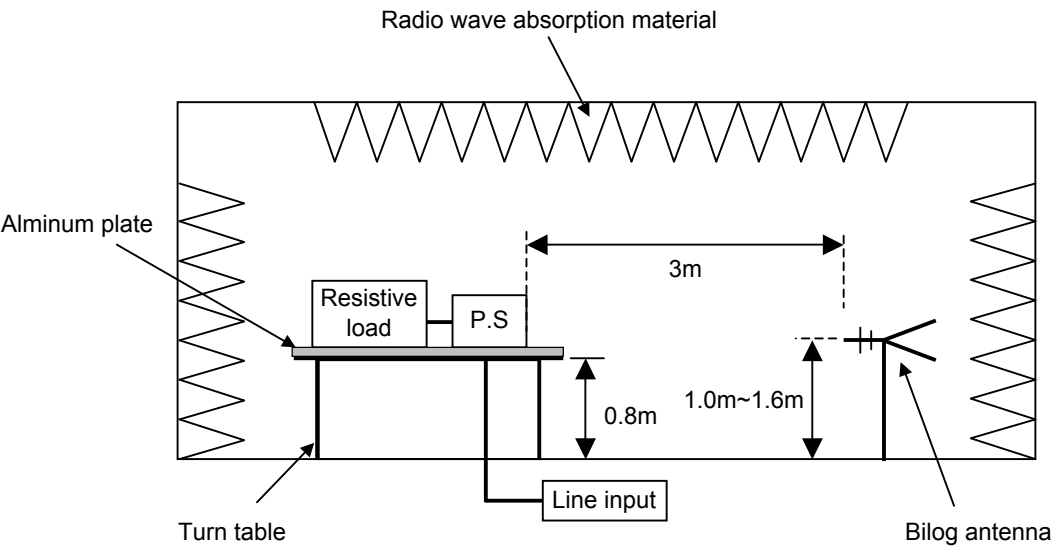 Radio wave absorption material
Alminum plate
3m
Resistive
load
P.S
0.8m
1.0m~1.6m
Line input
Turn table
Bilog antenna